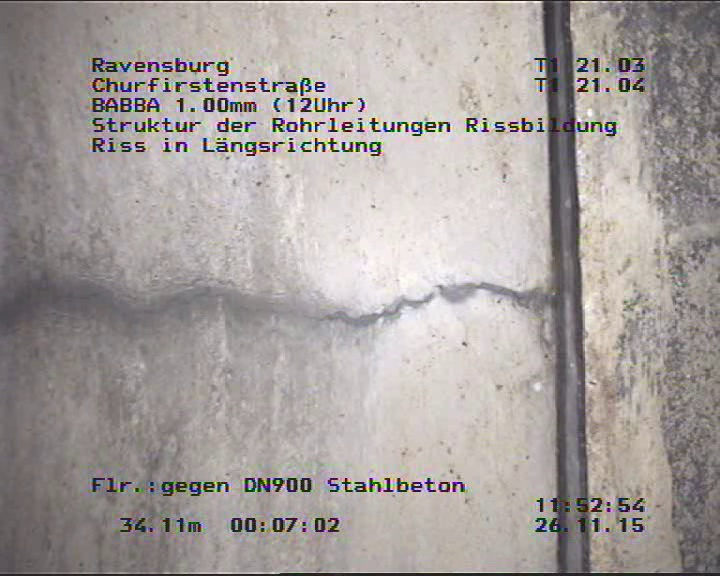 Ravensburg T1 21.03
Churfirstenstraße T1 21.04
BABBA 1.00mm (12Uhr)
Struktur der Rohrleitungen Rissbildung
Riss in Längsrichtung
Flr.:gegen DN900 Stahlbeton
11:52:54
34.11m 00:07:02 26.11.15